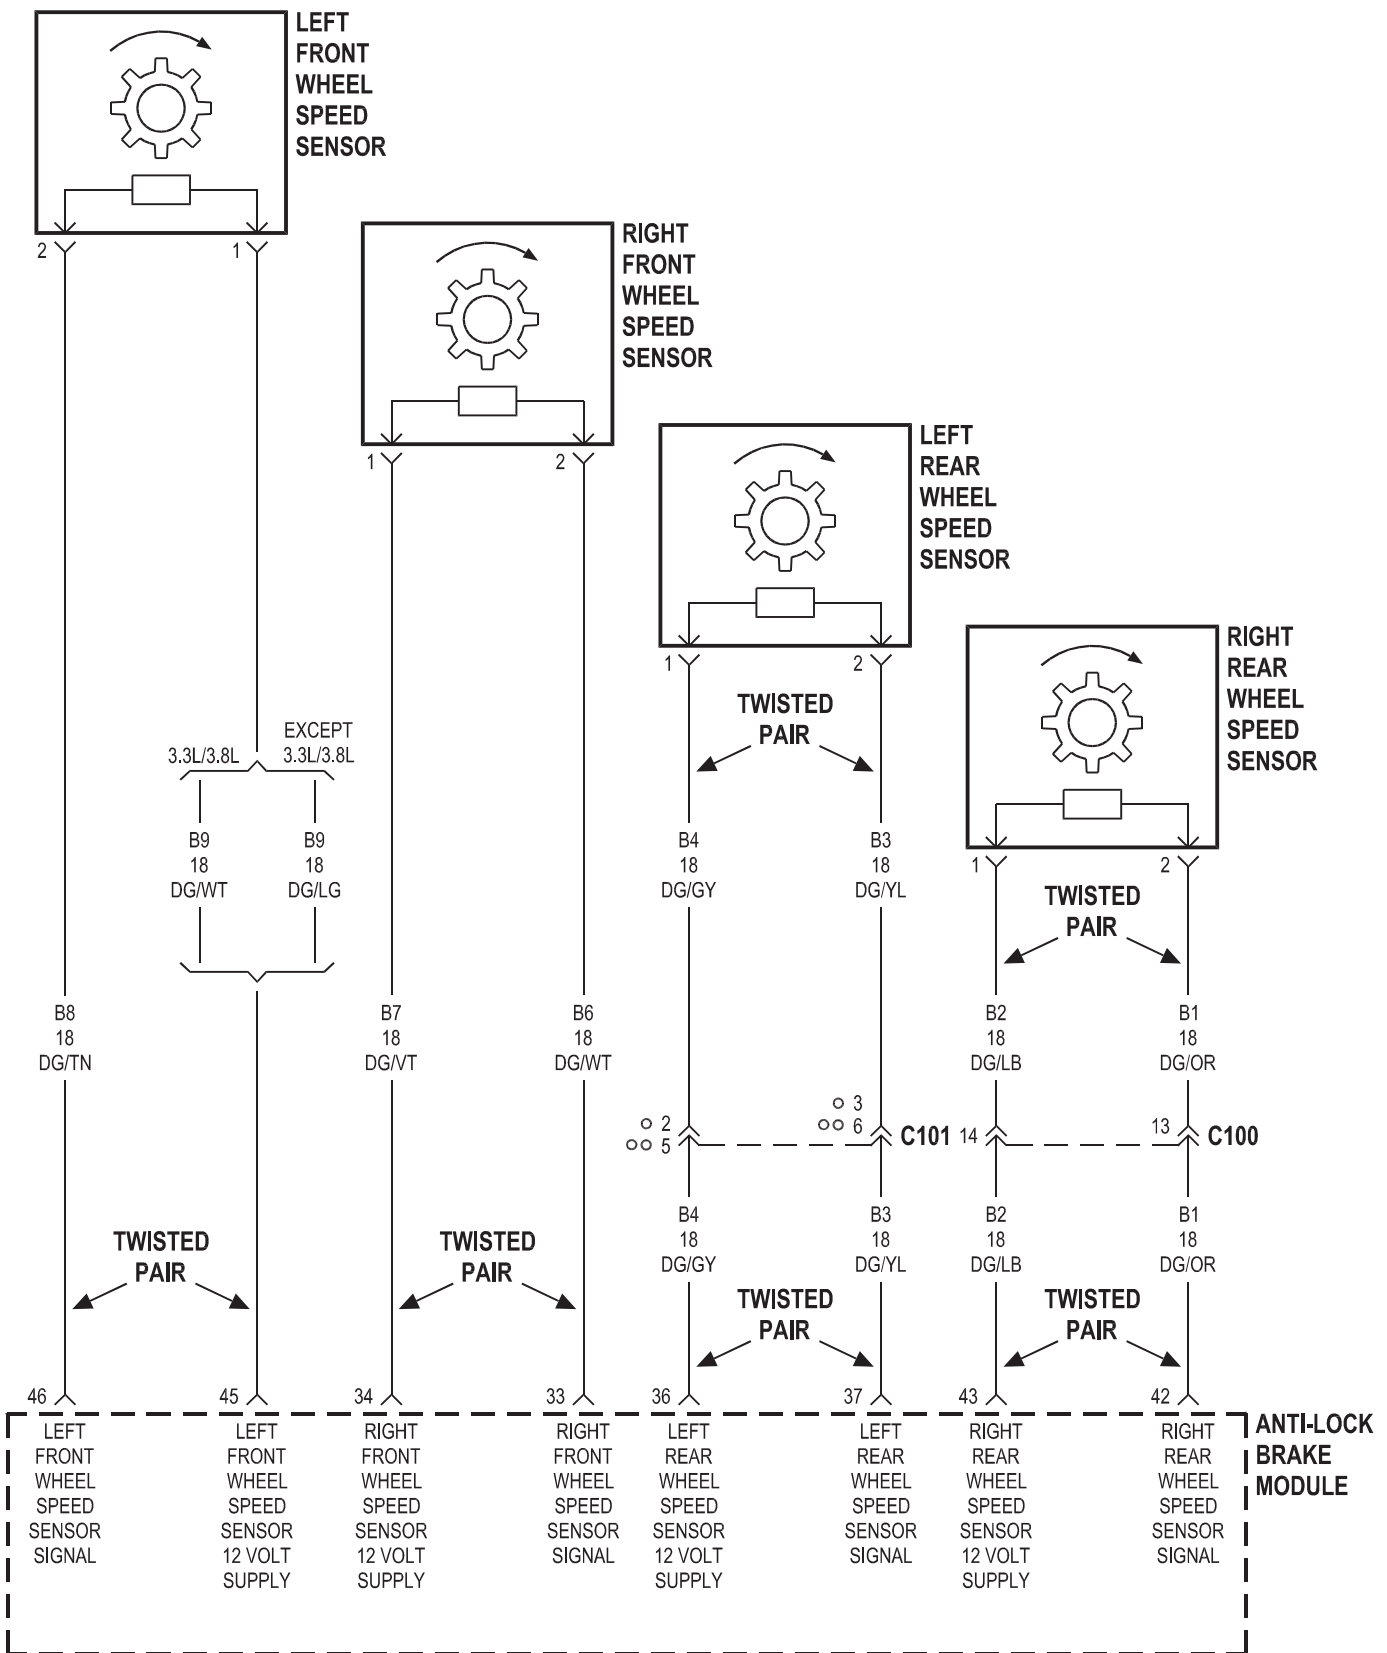 LEFT
FRONT
WHEEL
SPEED
SENSOR
2
1
RIGHT
FRONT
WHEEL
SPEED
SENSOR
1
2
LEFT
REAR
WHEEL
SPEED
SENSOR
1
2
RIGHT
REAR
WHEEL
SPEED
SENSOR
1
2
TWISTED
PAIR
3.3L/3.8L
EXCEPT
3.3L/3.8L
B9
18
DG/WT
B9
18
DG/LG
B4
18
DG/GY
B3
18
DG/YL
TWISTED
PAIR
B8
18
DG/TN
B7
18
DG/VT
B6
18
DG/WT
B2
18
DG/LB
B1
18
DG/OR
2
5
3
6
C101
14
13
C100
B4
18
DG/GY
B3
18
DG/YL
B2
18
DG/LB
B1
18
DG/OR
TWISTED
PAIR
TWISTED
PAIR
TWISTED
PAIR
TWISTED
PAIR
46
45
34
33
36
37
43
42
LEFT
FRONT
WHEEL
SPEED
SENSOR
SIGNAL
LEFT
FRONT
WHEEL
SPEED
SENSOR
12 VOLT
SUPPLY
RIGHT
FRONT
WHEEL
SPEED
SENSOR
12 VOLT
SUPPLY
RIGHT
FRONT
WHEEL
SPEED
SENSOR
SIGNAL
LEFT
REAR
WHEEL
SPEED
SENSOR
12 VOLT
SUPPLY
LEFT
REAR
WHEEL
SPEED
SENSOR
SIGNAL
RIGHT
REAR
WHEEL
SPEED
SENSOR
12 VOLT
SUPPLY
RIGHT
REAR
WHEEL
SPEED
SENSOR
SIGNAL
ANTI-LOCK
BRAKE
MODULE